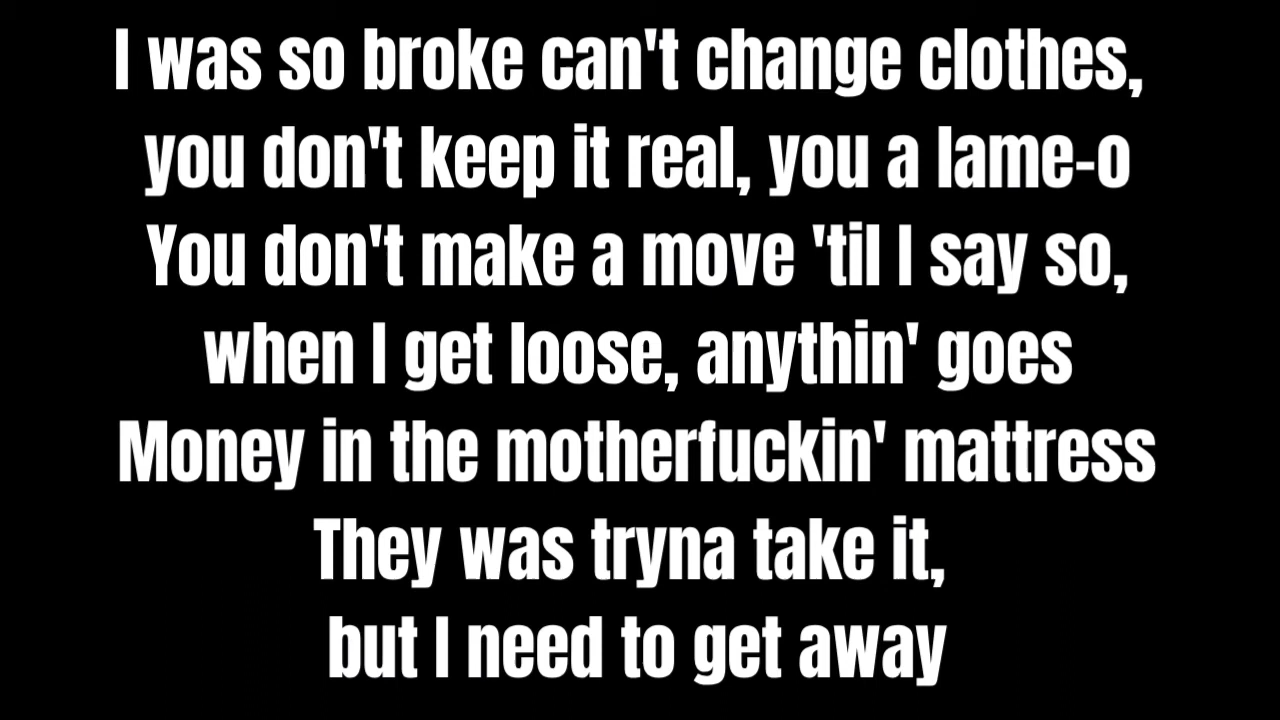 I was so broke can't change clothes,
you don't keep it real, you a lame-o
You don't make a move 'til I say so,
when I get loose, anythin' goes
Money in the motherfuckin' mattress
They was tryna take it,
but I need to get away